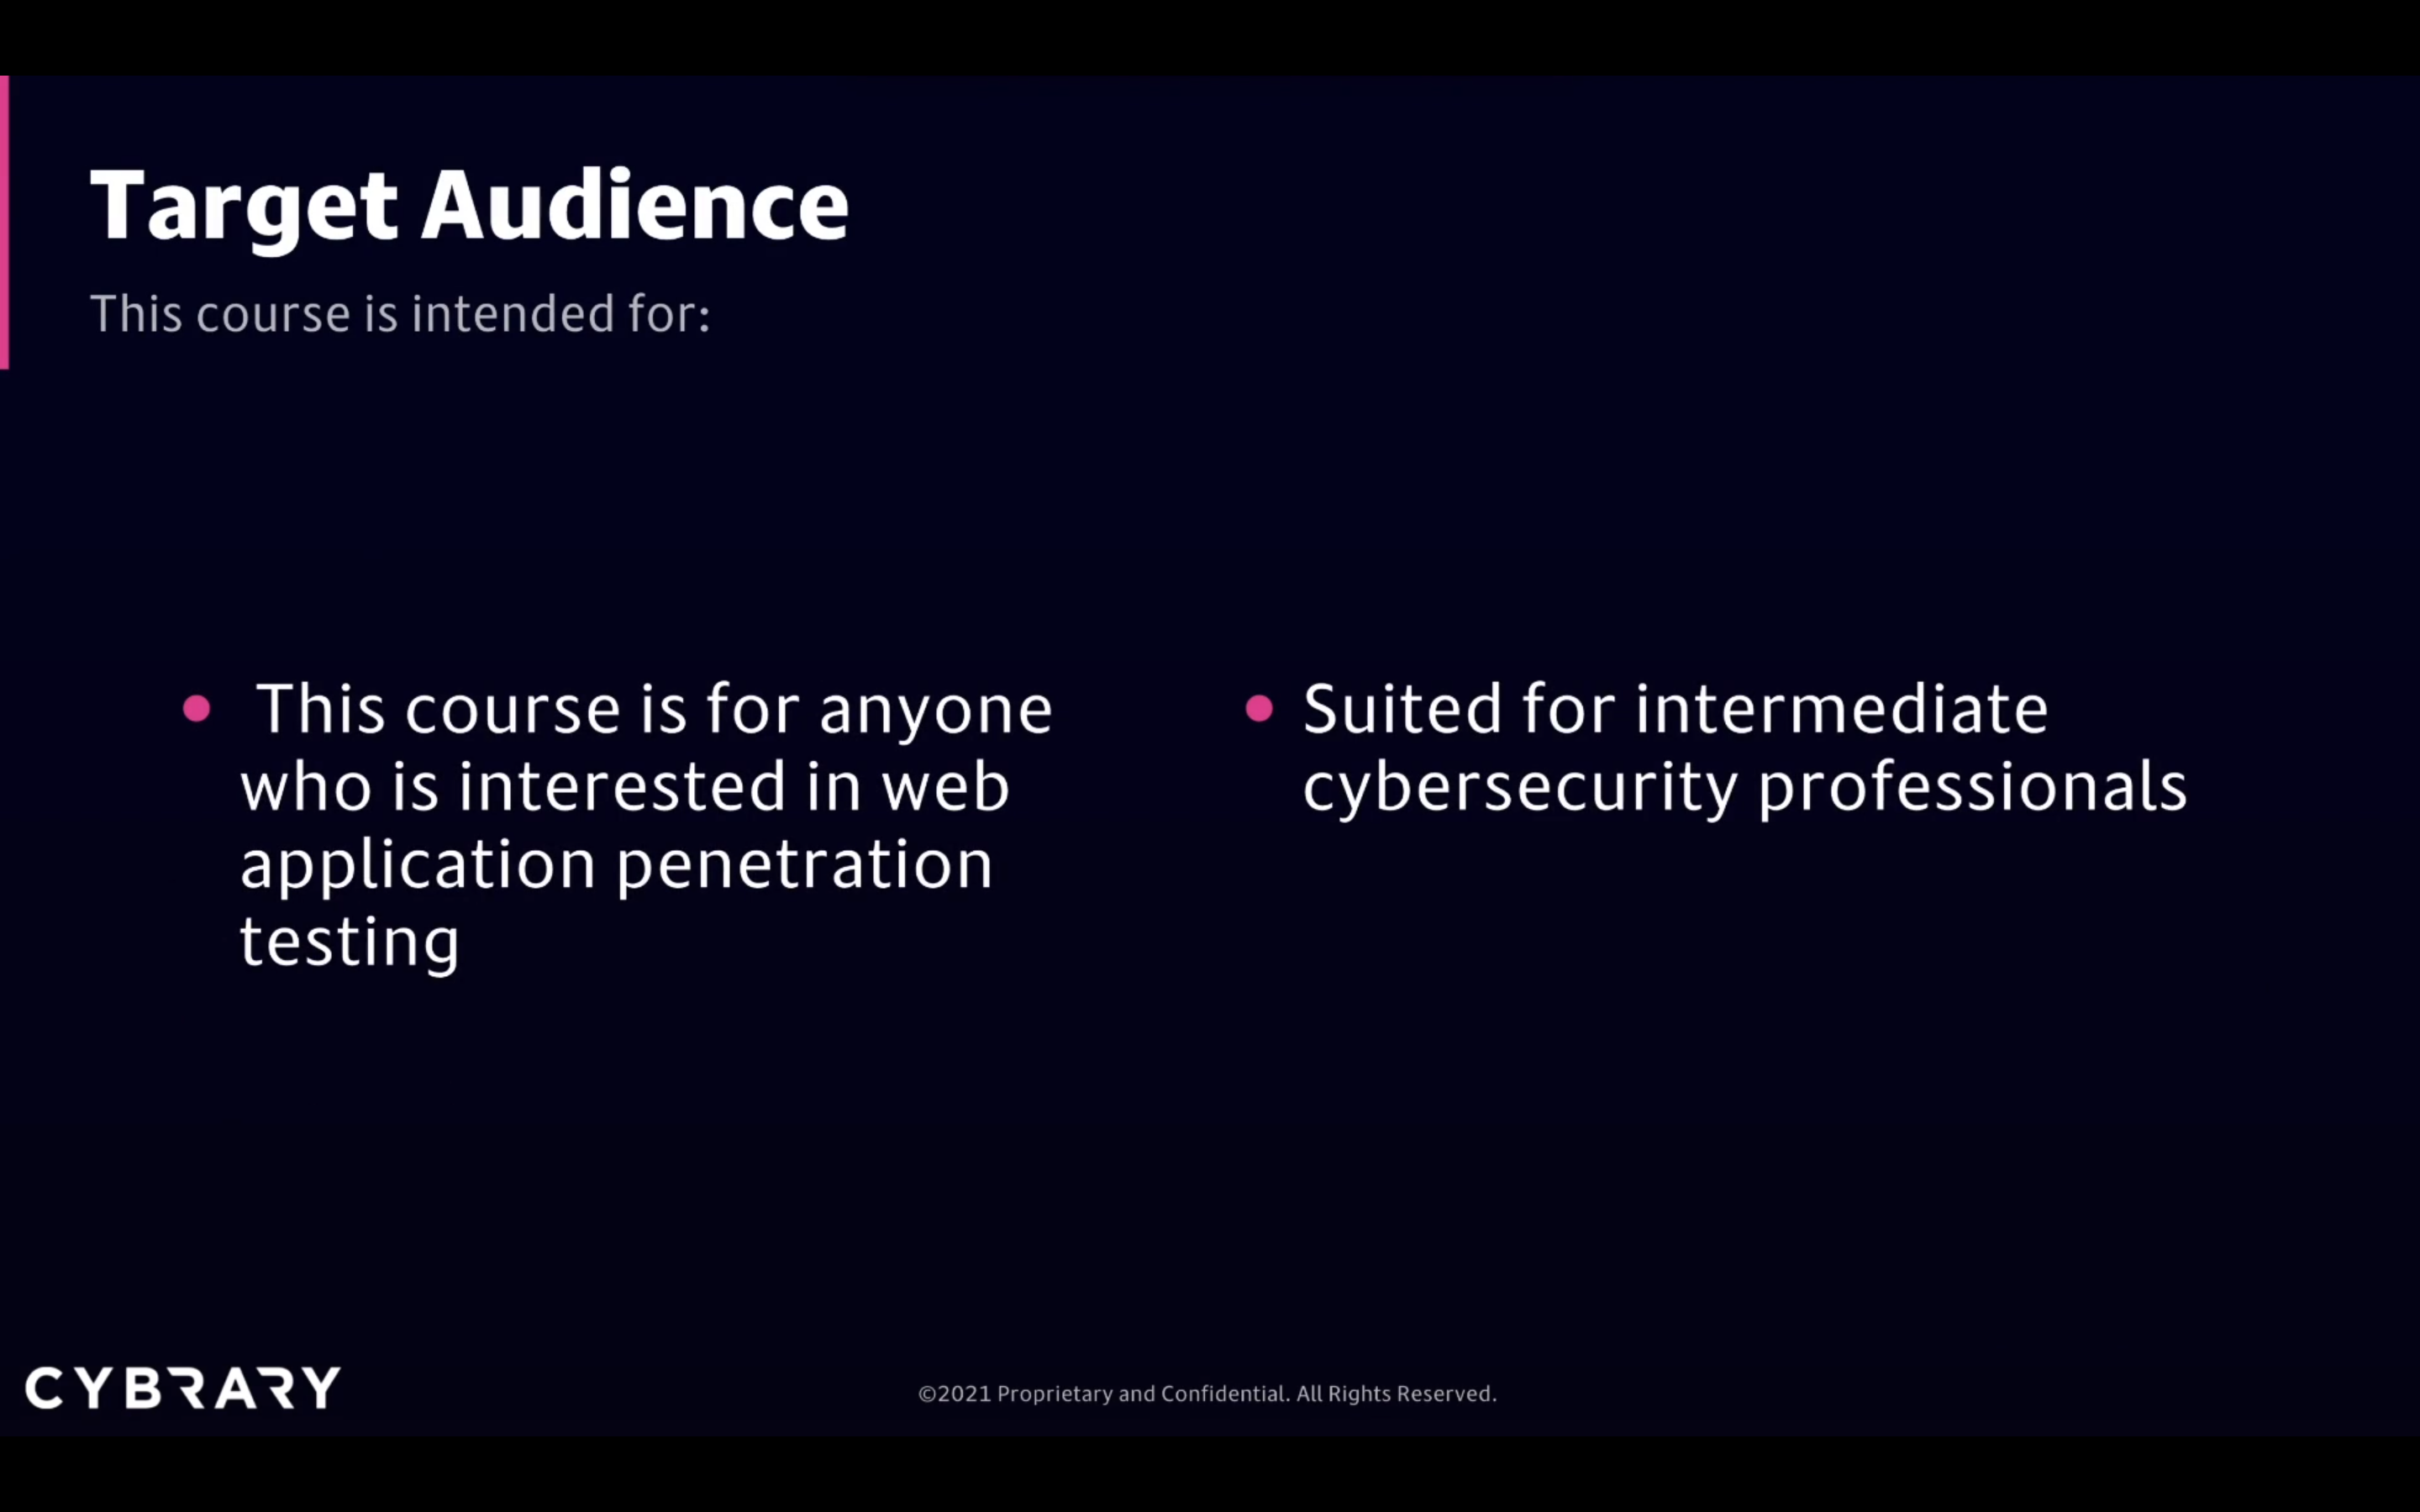 Target Audience
This course is intended for:
This course is for anyone
who is interested in web
application penetration
testing
Suited for intermediate
cybersecurity professionals
CYBRARY
©2021 Proprietary and Confidential. All Rights Reserved.